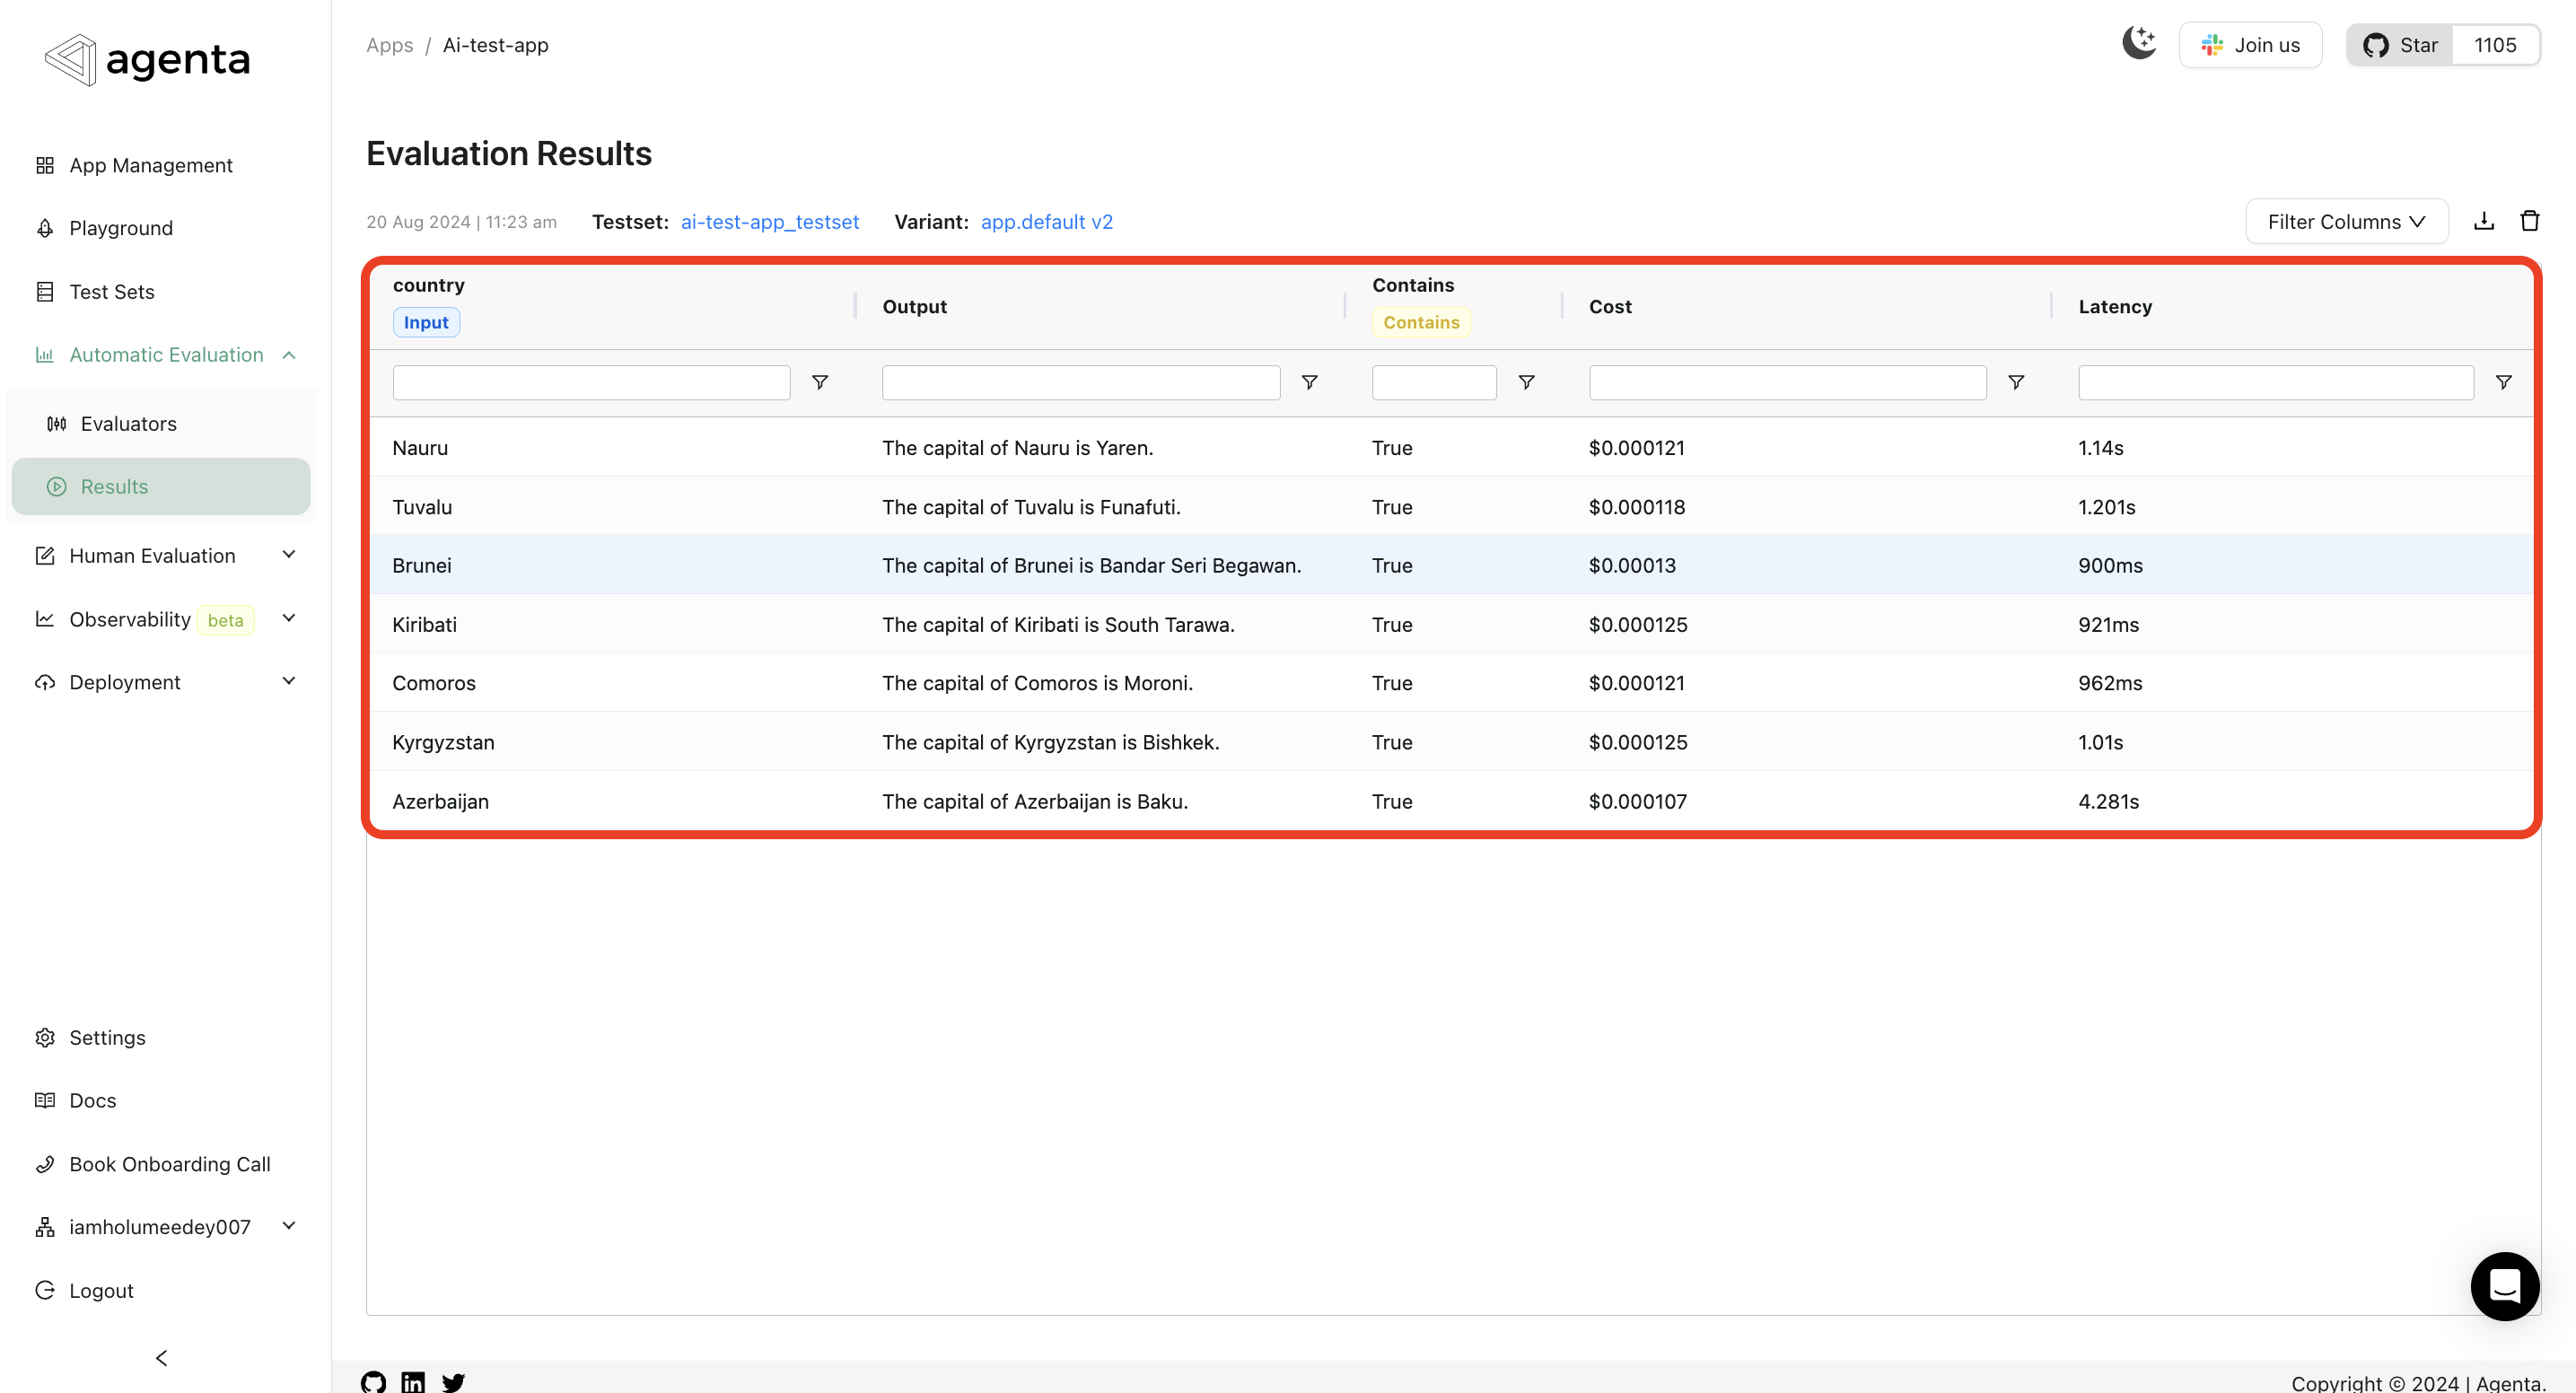 agenta
Apps / Ai-test-app
Join us
Star 1105
App Management
Playground
Test Sets
Automatic Evaluation
Evaluators
Results
Human Evaluation
Observability beta
Deployment
Settings
Docs
Book Onboarding Call
iamholumeedey007
Logout
Evaluation Results
20 Aug 2024 | 11:23 am Testset: ai-test-app_testset Variant: app.default v2
Filter Columns
country Input Output Contains Contains Cost Latency
Nauru The capital of Nauru is Yaren. True $0.000121 1.14s
Tuvalu The capital of Tuvalu is Funafuti. True $0.000118 1.201s
Brunei The capital of Brunei is Bandar Seri Begawan. True $0.00013 900ms
Kiribati The capital of Kiribati is South Tarawa. True $0.000125 921ms
Comoros The capital of Comoros is Moroni. True $0.000121 962ms
Kyrgyzstan The capital of Kyrgyzstan is Bishkek. True $0.000125 1.01s
Azerbaijan The capital of Azerbaijan is Baku. True $0.000107 4.281s
Copyright © 2024 | Agenta.